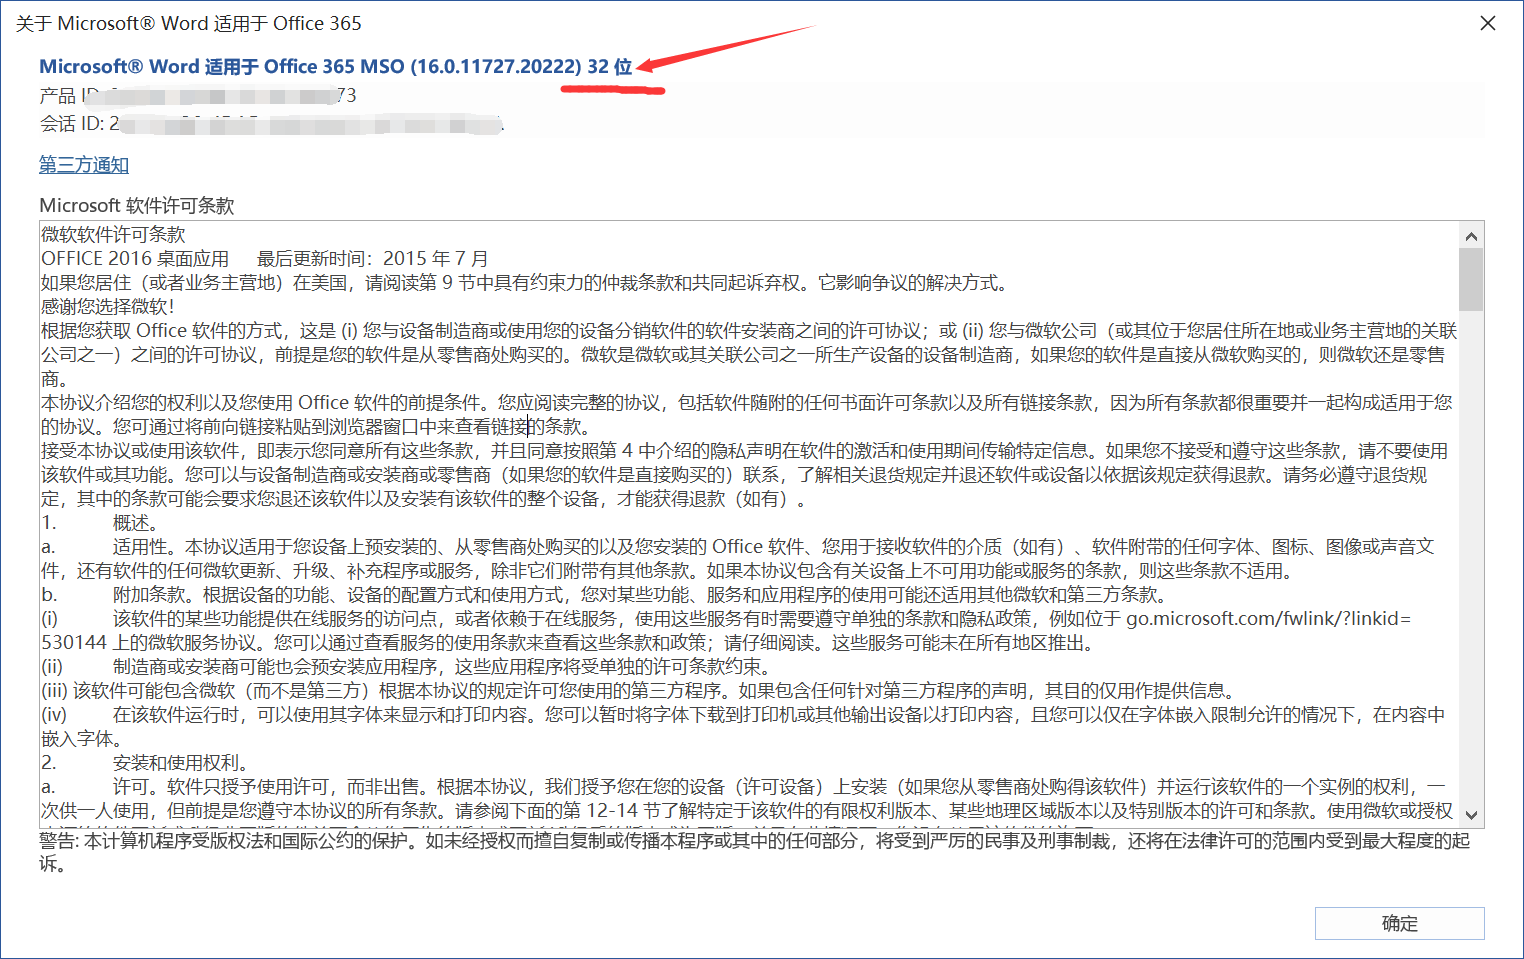 关于 Microsoft® Word 适用于 Office 365
Microsoft® Word 适用于 Office 365 MSO (16.0.11727.20222) 32 位
产品 ID: 73
会话 ID: 2
第三方通知
Microsoft 软件许可条款
微软软件许可条款
OFFICE 2016 桌面应用 最后更新时间：2015 年 7 月
如果您居住（或者业务主营地）在美国，请阅读第 9 节中具有约束力的仲裁条款和共同起诉弃权。它影响争议的解决方式。
感谢您选择微软！
根据您获取 Office 软件的方式，这是 (i) 您与设备制造商或使用您的设备分销软件的软件安装商之间的许可协议；或 (ii) 您与微软公司（或其位于您居住所在地或业务主营地的关联
公司之一）之间的许可协议，前提是您的软件是从零售商处购买的。微软是微软或其关联公司之一所生产设备的设备制造商，如果您的软件是直接从微软购买的，则微软还是零售
商。
本协议介绍您的权利以及您使用 Office 软件的前提条件。您应阅读完整的协议，包括软件随附的任何书面许可条款以及所有链接条款，因为所有条款都很重要并一起构成适用于您
的协议。您可通过将前向链接粘贴到浏览器窗口中来查看链接的条款。
接受本协议或使用该软件，即表示您同意所有这些条款，并且同意按照第 4 中介绍的隐私声明在软件的激活和使用期间传输特定信息。如果您不接受和遵守这些条款，请不要使用
该软件或其功能。您可以与设备制造商或安装商或零售商（如果您的软件是直接购买的）联系，了解相关退货规定并退还软件或设备以依据该规定获得退款。请务必遵守退货规
定，其中的条款可能会要求您退还该软件以及安装有该软件的整个设备，才能获得退款（如有）。
1. 概述。
a. 适用性。本协议适用于您设备上预安装的、从零售商处购买的以及您安装的 Office 软件、您用于接收软件的介质（如有）、软件附带的任何字体、图标、图像或声音文
件，还有软件的任何微软更新、升级、补充程序或服务，除非它们附带有其他条款。如果本协议包含有关设备上不可用功能或服务的条款，则这些条款不适用。
b. 附加条款。根据设备的功能、设备的配置方式和使用方式，您对某些功能、服务和应用程序的使用可能还适用其他微软和第三方条款。
(i) 该软件的某些功能提供在线服务的访问点，或者依赖于在线服务，使用这些服务有时需要遵守单独的条款和隐私政策，例如位于 go.microsoft.com/fwlink/?linkid=
530144 上的微软服务协议。您可以通过查看服务的使用条款来查看这些条款和政策；请仔细阅读。这些服务可能未在所有地区推出。
(ii) 制造商或安装商可能也会预安装应用程序，这些应用程序将受单独的许可条款约束。
(iii) 该软件可能包含微软（而不是第三方）根据本协议的规定许可您使用的第三方程序。如果包含任何针对第三方程序的声明，其目的仅用作提供信息。
(iv) 在该软件运行时，可以使用其字体来显示和打印内容。您可以暂时将字体下载到打印机或其他输出设备以打印内容，且您可以仅在字体嵌入限制允许的情况下，在内容中
嵌入字体。
2. 安装和使用权利。
a. 许可。软件只授予使用许可，而非出售。根据本协议，我们授予您在您的设备（许可设备）上安装（如果您从零售商处购得该软件）并运行该软件的一个实例的权利，一
次供一人使用，但前提是您遵守本协议的所有条款。请参阅下面的第 12-14 节了解特定于该软件的有限权利版本、某些地理区域版本以及特别版本的许可和条款。使用微软或授权
警告: 本计算机程序受版权法和国际公约的保护。如未经授权而擅自复制或传播本程序或其中的任何部分，将受到严厉的民事及刑事制裁，还将在法律许可的范围内受到最大程度的起
诉。
确定